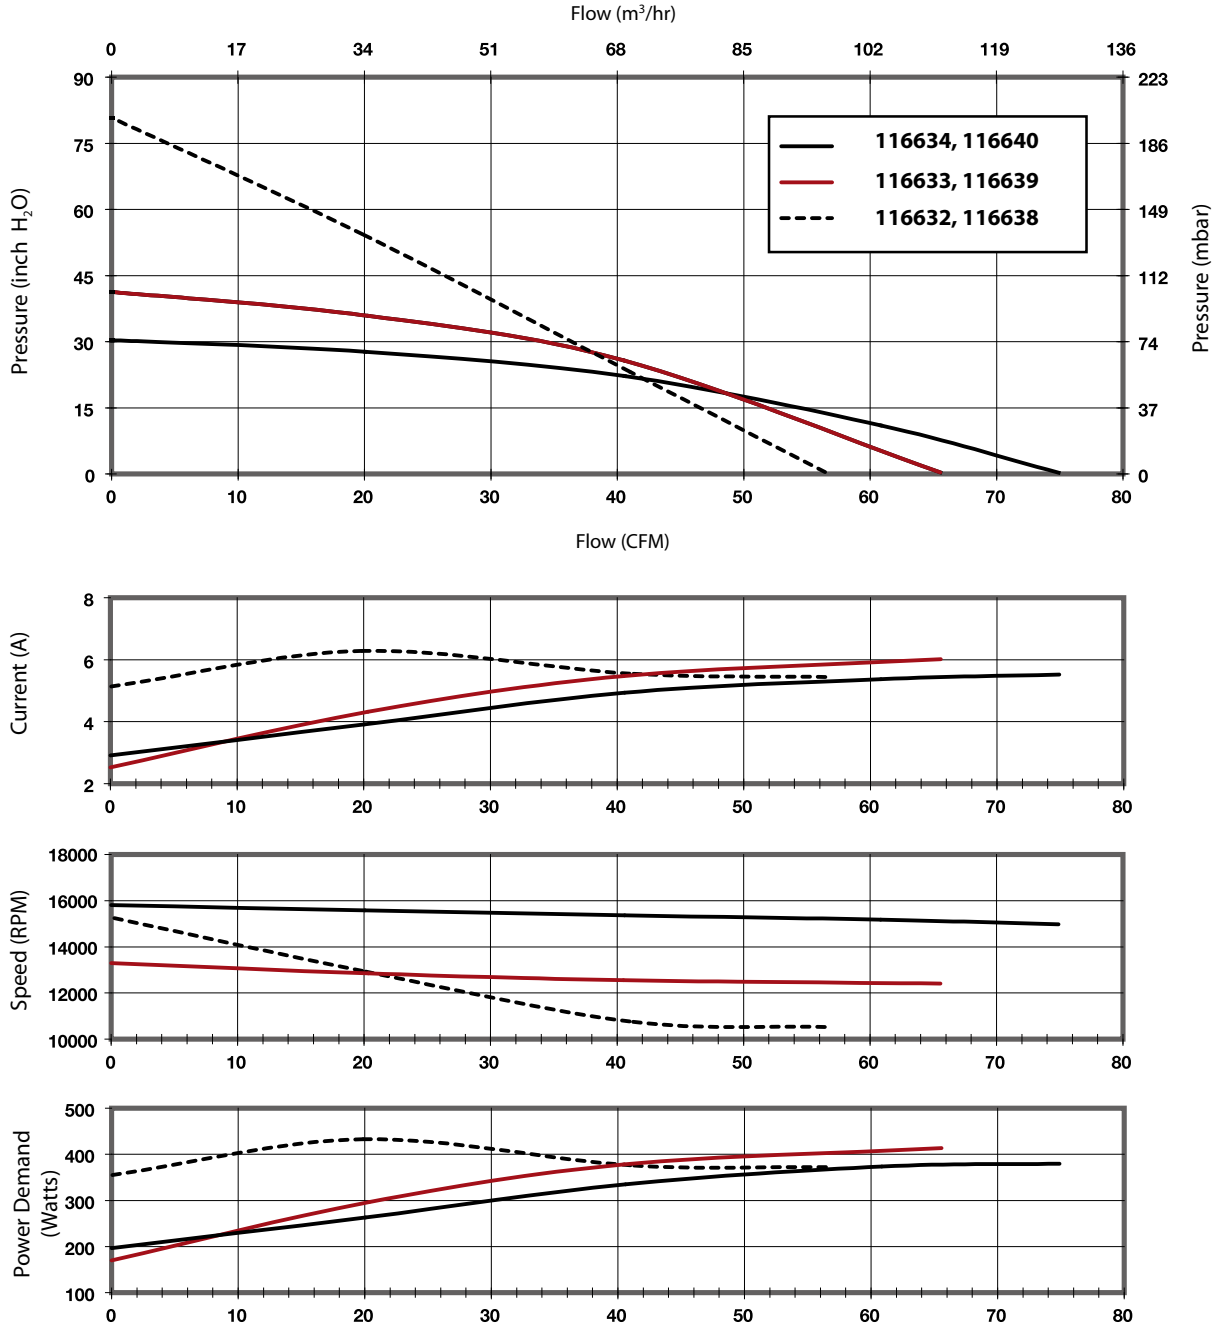 Flow (m³/hr)
0 17 34 51 68 85 102 119 136
Pressure (inch H₂O)
90
75
60
45
30
15
0
116634, 116640
116633, 116639
116632, 116638
223
186
149
112
74
37
0
Pressure (mbar)
0 10 20 30 40 50 60 70 80
Flow (CFM)
Current (A)
8
6
4
2
0 10 20 30 40 50 60 70 80
Speed (RPM)
18000
16000
14000
12000
10000
0 10 20 30 40 50 60 70 80
Power Demand
(Watts)
500
400
300
200
100
0 10 20 30 40 50 60 70 80